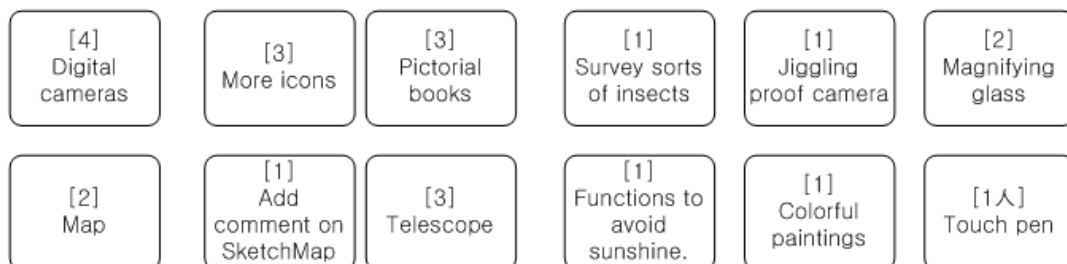 [4]
Digital
cameras
[3]
More icons
[3]
Pictorial
books
[1]
Survey sorts
of insects
[1]
Jiggling
proof camera
[2]
Magnifying
glass
[2]
Map
[1]
Add
comment on
SketchMap
[3]
Telescope
[1]
Functions to
avoid
sunshine.
[1]
Colorful
paintings
[1人]
Touch pen